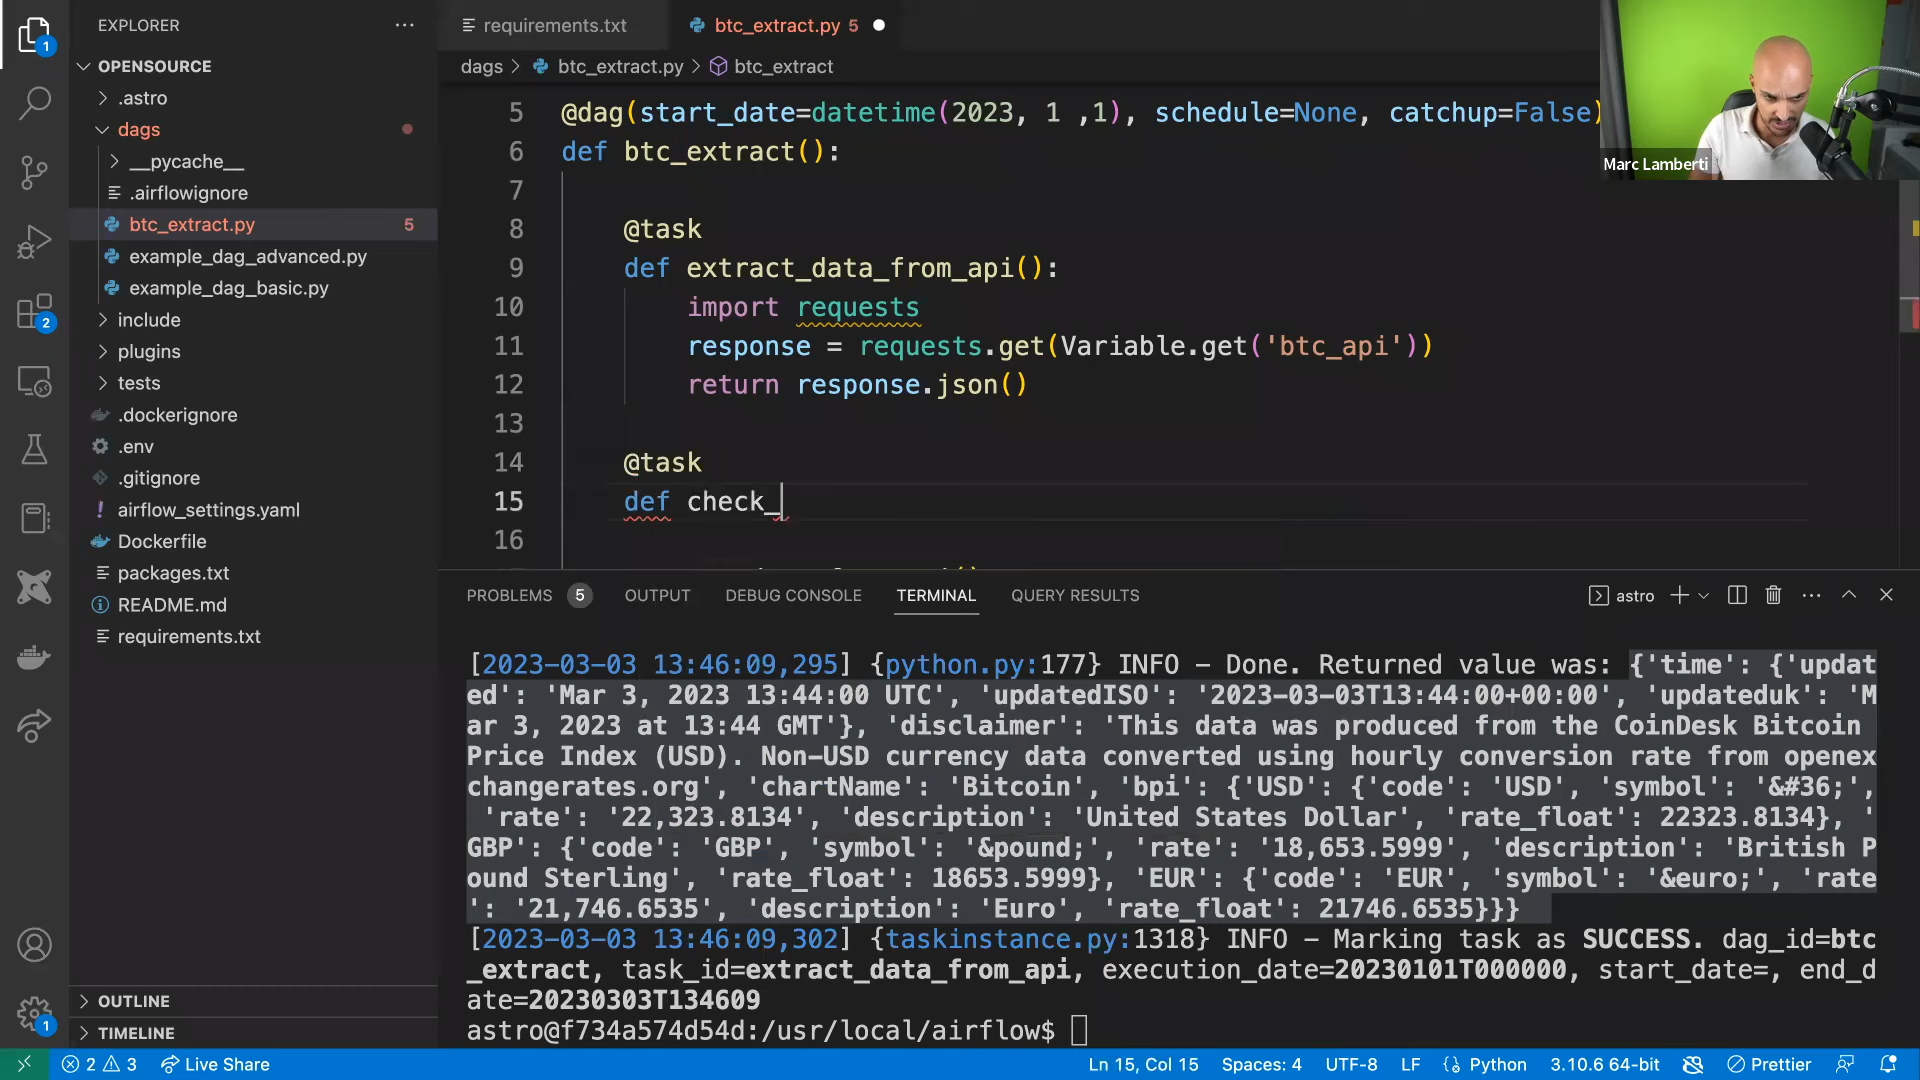 EXPLORER
OPENSOURCE
.astro
dags
__pycache__
.airflowignore
btc_extract.py 5
example_dag_advanced.py
example_dag_basic.py
include
plugins
tests
.dockerignore
.env
.gitignore
! airflow_settings.yaml
Dockerfile
packages.txt
README.md
requirements.txt
OUTLINE
TIMELINE
1
2
1
requirements.txt
btc_extract.py 5
dags > btc_extract.py > btc_extract
5 @dag(start_date=datetime(2023, 1 ,1), schedule=None, catchup=False)
6 def btc_extract():
7
8 @task
9 def extract_data_from_api():
10 import requests
11 response = requests.get(Variable.get('btc_api'))
12 return response.json()
13
14 @task
15 def check_
16
Marc Lamberti
PROBLEMS 5 OUTPUT DEBUG CONSOLE TERMINAL QUERY RESULTS
astro
[2023-03-03 13:46:09,295] {python.py:177} INFO - Done. Returned value was: {'time': {'updat
ed': 'Mar 3, 2023 13:44:00 UTC', 'updatedISO': '2023-03-03T13:44:00+00:00', 'updateduk': 'M
ar 3, 2023 at 13:44 GMT'}, 'disclaimer': 'This data was produced from the CoinDesk Bitcoin
Price Index (USD). Non-USD currency data converted using hourly conversion rate from openex
changerates.org', 'chartName': 'Bitcoin', 'bpi': {'USD': {'code': 'USD', 'symbol': '&#36;',
'rate': '22,323.8134', 'description': 'United States Dollar', 'rate_float': 22323.8134}, '
GBP': {'code': 'GBP', 'symbol': '&pound;', 'rate': '18,653.5999', 'description': 'British P
ound Sterling', 'rate_float': 18653.5999}, 'EUR': {'code': 'EUR', 'symbol': '&euro;', 'rate
': '21,746.6535', 'description': 'Euro', 'rate_float': 21746.6535}}}
[2023-03-03 13:46:09,302] {taskinstance.py:1318} INFO - Marking task as SUCCESS. dag_id=btc
_extract, task_id=extract_data_from_api, execution_date=20230101T000000, start_date=, end_d
ate=20230303T134609
astro@f734a574d54d:/usr/local/airflow$
2 3 Live Share
Ln 15, Col 15 Spaces: 4 UTF-8 LF Python 3.10.6 64-bit Prettier